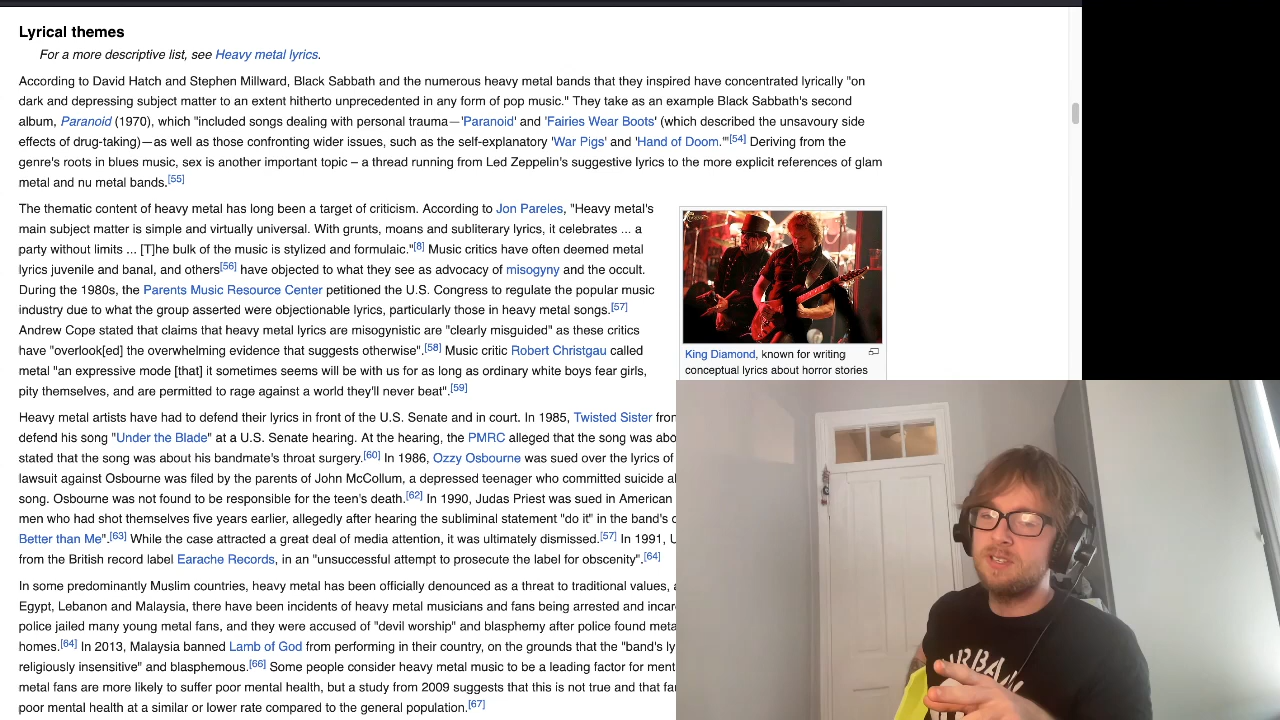 Lyrical themes
For a more descriptive list, see Heavy metal lyrics.
According to David Hatch and Stephen Millward, Black Sabbath and the numerous heavy metal bands that they inspired have concentrated lyrically "on
dark and depressing subject matter to an extent hitherto unprecedented in any form of pop music." They take as an example Black Sabbath's second
album, Paranoid (1970), which "included songs dealing with personal trauma—'Paranoid' and 'Fairies Wear Boots' (which described the unsavoury side
effects of drug-taking)—as well as those confronting wider issues, such as the self-explanatory 'War Pigs' and 'Hand of Doom.'"[54] Deriving from the
genre's roots in blues music, sex is another important topic – a thread running from Led Zeppelin's suggestive lyrics to the more explicit references of glam
metal and nu metal bands.[55]
The thematic content of heavy metal has long been a target of criticism. According to Jon Pareles, "Heavy metal's
main subject matter is simple and virtually universal. With grunts, moans and subliterary lyrics, it celebrates ... a
party without limits ... [T]he bulk of the music is stylized and formulaic."[8] Music critics have often deemed metal
lyrics juvenile and banal, and others[56] have objected to what they see as advocacy of misogyny and the occult.
During the 1980s, the Parents Music Resource Center petitioned the U.S. Congress to regulate the popular music
industry due to what the group asserted were objectionable lyrics, particularly those in heavy metal songs.[57]
Andrew Cope stated that claims that heavy metal lyrics are misogynistic are "clearly misguided" as these critics
have "overlook[ed] the overwhelming evidence that suggests otherwise".[58] Music critic Robert Christgau called
metal "an expressive mode [that] it sometimes seems will be with us for as long as ordinary white boys fear girls,
pity themselves, and are permitted to rage against a world they'll never beat".[59]
King Diamond, known for writing
conceptual lyrics about horror stories
Heavy metal artists have had to defend their lyrics in front of the U.S. Senate and in court. In 1985, Twisted Sister fron
defend his song "Under the Blade" at a U.S. Senate hearing. At the hearing, the PMRC alleged that the song was abo
stated that the song was about his bandmate's throat surgery.[60] In 1986, Ozzy Osbourne was sued over the lyrics of
lawsuit against Osbourne was filed by the parents of John McCollum, a depressed teenager who committed suicide al
song. Osbourne was not found to be responsible for the teen's death.[62] In 1990, Judas Priest was sued in American
men who had shot themselves five years earlier, allegedly after hearing the subliminal statement "do it" in the band's c
Better than Me".[63] While the case attracted a great deal of media attention, it was ultimately dismissed.[57] In 1991, U
from the British record label Earache Records, in an "unsuccessful attempt to prosecute the label for obscenity".[64]
In some predominantly Muslim countries, heavy metal has been officially denounced as a threat to traditional values, a
Egypt, Lebanon and Malaysia, there have been incidents of heavy metal musicians and fans being arrested and incar
police jailed many young metal fans, and they were accused of "devil worship" and blasphemy after police found meta
homes.[64] In 2013, Malaysia banned Lamb of God from performing in their country, on the grounds that the "band's ly
religiously insensitive" and blasphemous.[66] Some people consider heavy metal music to be a leading factor for ment
metal fans are more likely to suffer poor mental health, but a study from 2009 suggests that this is not true and that fa
poor mental health at a similar or lower rate compared to the general population.[67]